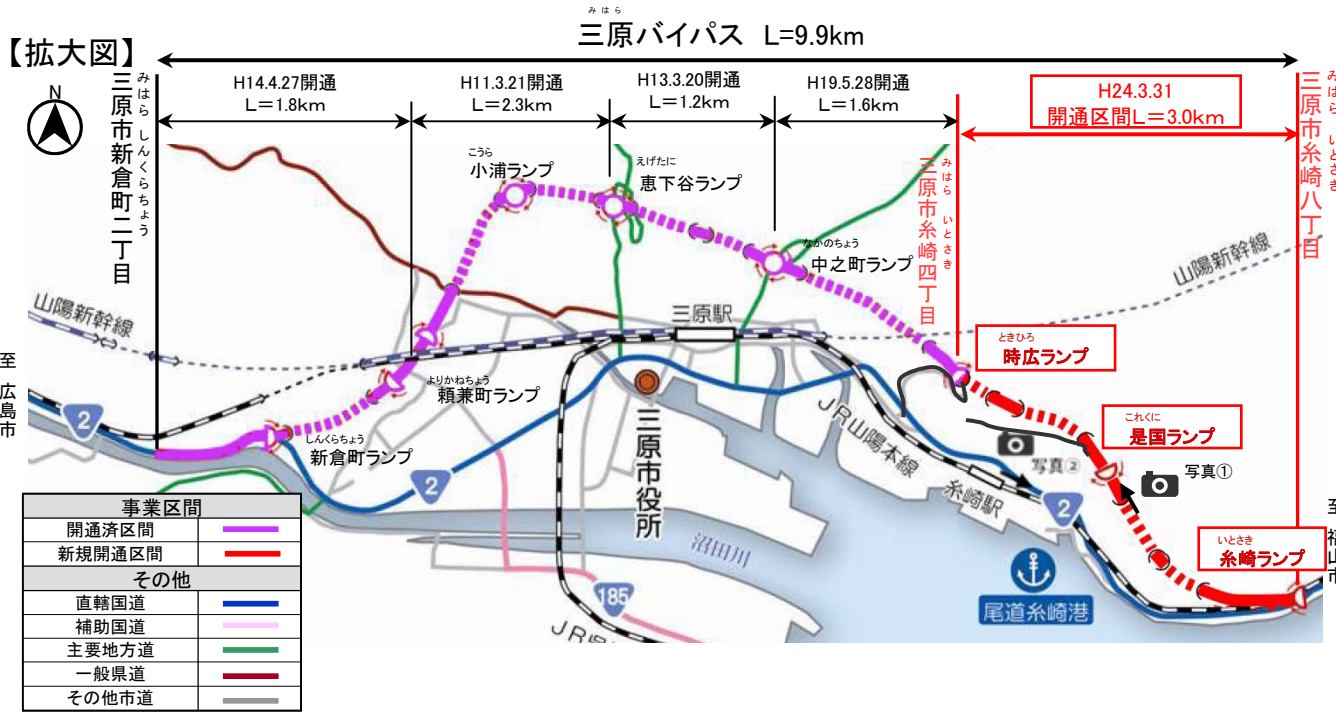 みはら
三原バイパス L=9.9km
【拡大図】
N
H14.4.27開通
L=1.8km
H11.3.21開通
L=2.3km
H13.3.20開通
L=1.2km
H19.5.28開通
L=1.6km
H24.3.31
開通区間L=3.0km
三原市新倉町二丁目
みはら しんくらちょう
三原市糸崎四丁目
みはら いとさき
三原市糸崎八丁目
みはら いとさき
こうら
小浦ランプ
えげたに
恵下谷ランプ
なかのちょう
中之町ランプ
山陽新幹線
山陽新幹線
三原駅
ときひろ
時広ランプ
至 広島市
よりかねちょう
頼兼町ランプ
これくに
是国ランプ
2
しんくらちょう
新倉町ランプ
三原市役所
JR山陽本線
写真②
写真①
2
糸崎駅
2
至 福山市
いとさき
糸崎ランプ
沼田川
尾道糸崎港
185
事業区間
開通済区間
新規開通区間
その他
直轄国道
補助国道
主要地方道
一般県道
その他市道